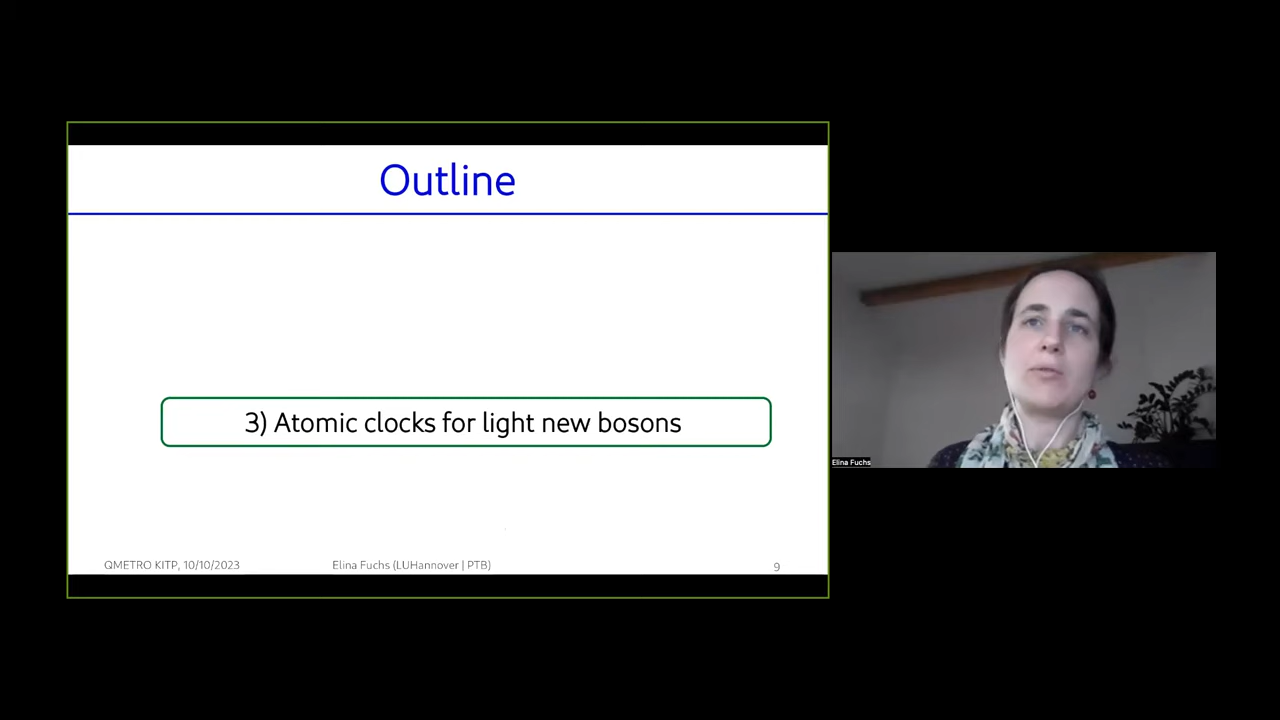 Outline
3) Atomic clocks for light new bosons
QMETRO KITP, 10/10/2023
Elina Fuchs (LUHannover | PTB)
9
Elina Fuchs